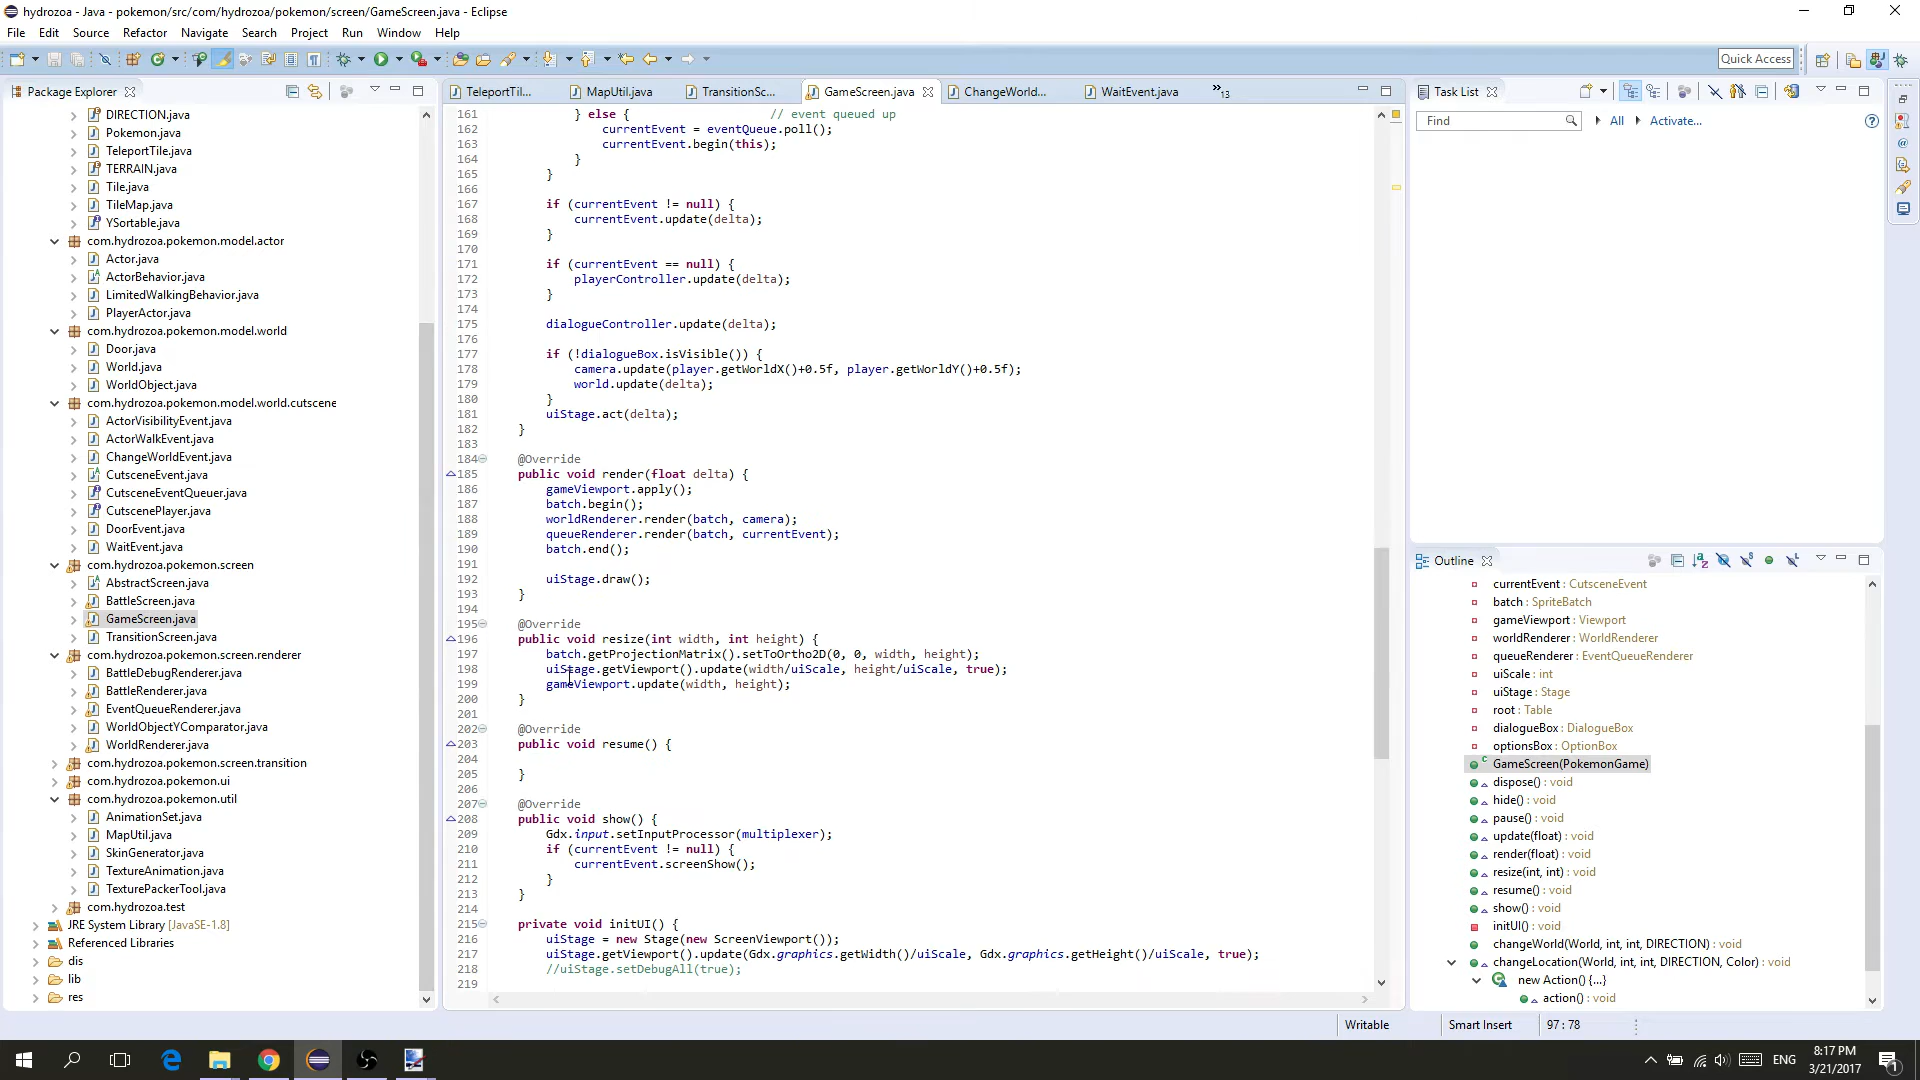 hydrozoa - Java - pokemon/src/com/hydrozoa/pokemon/screen/GameScreen.java - Eclipse
File Edit Source Refactor Navigate Search Project Run Window Help
Quick Access
Package Explorer
DIRECTION.java
Pokemon.java
TeleportTile.java
TERRAIN.java
Tile.java
TileMap.java
YSortable.java
com.hydrozoa.pokemon.model.actor
Actor.java
ActorBehavior.java
LimitedWalkingBehavior.java
PlayerActor.java
com.hydrozoa.pokemon.model.world
Door.java
World.java
WorldObject.java
com.hydrozoa.pokemon.model.world.cutscene
ActorVisibilityEvent.java
ActorWalkEvent.java
ChangeWorldEvent.java
CutsceneEvent.java
CutsceneEventQueuer.java
CutscenePlayer.java
DoorEvent.java
WaitEvent.java
com.hydrozoa.pokemon.screen
AbstractScreen.java
BattleScreen.java
GameScreen.java
TransitionScreen.java
com.hydrozoa.pokemon.screen.renderer
BattleDebugRenderer.java
BattleRenderer.java
EventQueueRenderer.java
WorldObjectYComparator.java
WorldRenderer.java
com.hydrozoa.pokemon.screen.transition
com.hydrozoa.pokemon.ui
com.hydrozoa.pokemon.util
AnimationSet.java
MapUtil.java
SkinGenerator.java
TextureAnimation.java
TexturePackerTool.java
com.hydrozoa.test
JRE System Library [JavaSE-1.8]
Referenced Libraries
dis
lib
res
TeleportTil... MapUtil.java TransitionSc... GameScreen.java ChangeWorld... WaitEvent.java »13
161 } else { // event queued up
162 currentEvent = eventQueue.poll();
163 currentEvent.begin(this);
164 }
165 }
166
167 if (currentEvent != null) {
168 currentEvent.update(delta);
169 }
170
171 if (currentEvent == null) {
172 playerController.update(delta);
173 }
174
175 dialogueController.update(delta);
176
177 if (!dialogueBox.isVisible()) {
178 camera.update(player.getWorldX()+0.5f, player.getWorldY()+0.5f);
179 world.update(delta);
180 }
181 uiStage.act(delta);
182 }
183
184 @Override
185 public void render(float delta) {
186 gameViewport.apply();
187 batch.begin();
188 worldRenderer.render(batch, camera);
189 queueRenderer.render(batch, currentEvent);
190 batch.end();
191
192 uiStage.draw();
193 }
194
195 @Override
196 public void resize(int width, int height) {
197 batch.getProjectionMatrix().setToOrtho2D(0, 0, width, height);
198 uiStage.getViewport().update(width/uiScale, height/uiScale, true);
199 gameViewport.update(width, height);
200 }
201
202 @Override
203 public void resume() {
204
205 }
206
207 @Override
208 public void show() {
209 Gdx.input.setInputProcessor(multiplexer);
210 if (currentEvent != null) {
211 currentEvent.screenShow();
212 }
213 }
214
215 private void initUI() {
216 uiStage = new Stage(new ScreenViewport());
217 uiStage.getViewport().update(Gdx.graphics.getWidth()/uiScale, Gdx.graphics.getHeight()/uiScale, true);
218 //uiStage.setDebugAll(true);
219
Task List
Find All Activate...
Outline
currentEvent : CutsceneEvent
batch : SpriteBatch
gameViewport : Viewport
worldRenderer : WorldRenderer
queueRenderer : EventQueueRenderer
uiScale : int
uiStage : Stage
root : Table
dialogueBox : DialogueBox
optionsBox : OptionBox
GameScreen(PokemonGame)
dispose() : void
hide() : void
pause() : void
update(float) : void
render(float) : void
resize(int, int) : void
resume() : void
show() : void
initUI() : void
changeWorld(World, int, int, DIRECTION) : void
changeLocation(World, int, int, DIRECTION, Color) : void
new Action() {...}
action() : void
Writable Smart Insert 97 : 78
ENG
8:17 PM
3/21/2017
1